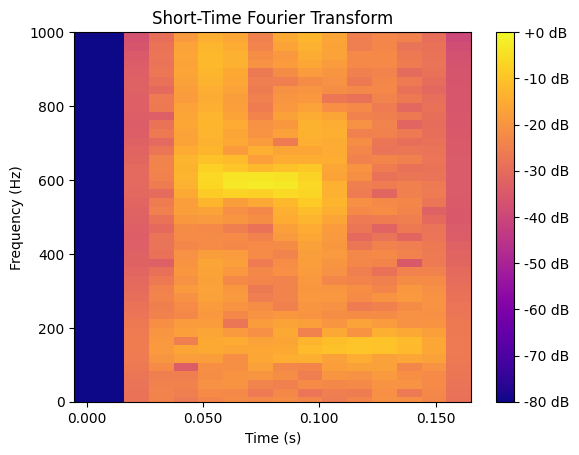 Short-Time Fourier Transform
1000
800
600
400
200
0
Frequency (Hz)
0.000
0.050
0.100
0.150
Time (s)
+0 dB
-10 dB
-20 dB
-30 dB
-40 dB
-50 dB
-60 dB
-70 dB
-80 dB